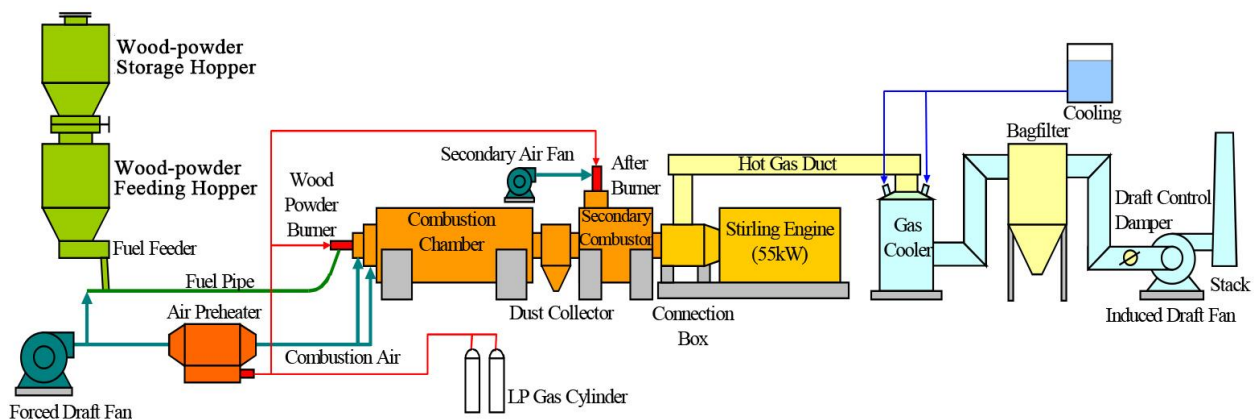 Wood-powder
Storage Hopper
Wood-powder
Feeding Hopper
Fuel Feeder
Wood
Powder
Burner
Fuel Pipe
Air Preheater
Combustion Air
Forced Draft Fan
Combustion
Chamber
Secondary Air Fan
After
Burner
Secondary
Combustor
Dust Collector
LP Gas Cylinder
Hot Gas Duct
Stirling Engine
(55kW)
Connection
Box
Gas
Cooler
Cooling
Bagfilter
Draft Control
Damper
Stack
Induced Draft Fan